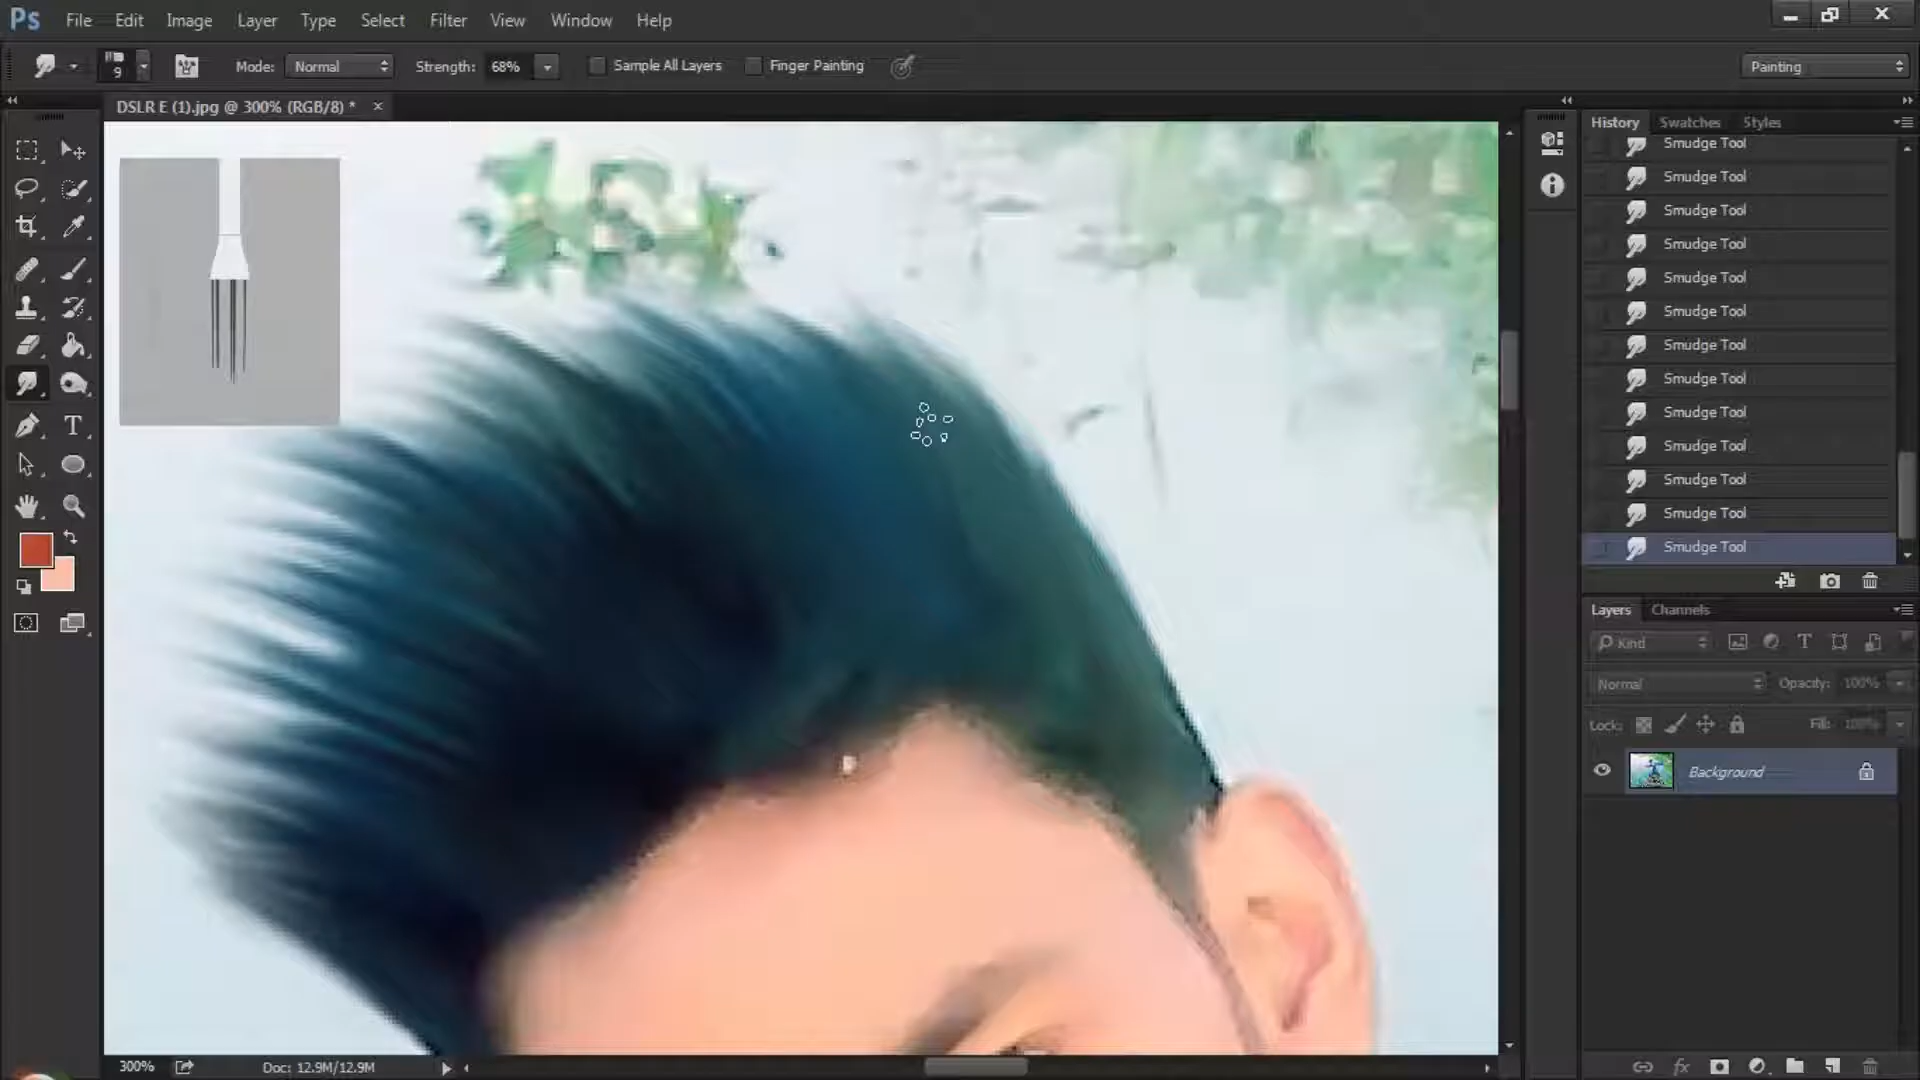 Ps File Edit Image Layer Type Select Filter View Window Help
9 Mode: Normal Strength: 68% Sample All Layers Finger Painting Painting
DSLR E (1).jpg @ 300% (RGB/8) * ×
History Swatches Styles
Smudge Tool
Smudge Tool
Smudge Tool
Smudge Tool
Smudge Tool
Smudge Tool
Smudge Tool
Smudge Tool
Smudge Tool
Smudge Tool
Smudge Tool
Smudge Tool
Smudge Tool
Layers Channels
Kind
Normal Opacity: 100%
Lock: Fill: 100%
Background
fx
300% Doc: 12.9M/12.9M